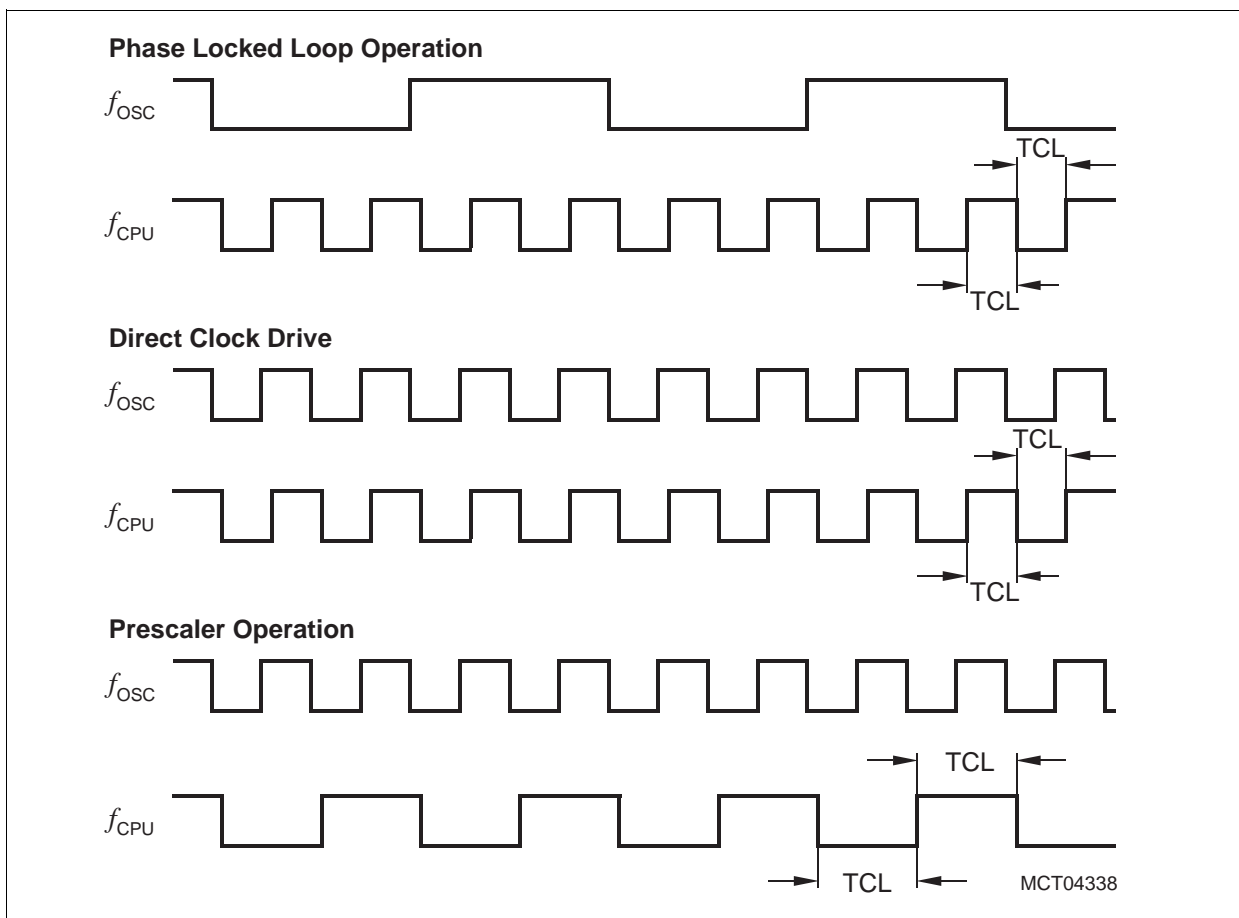 Phase Locked Loop Operation
fOSC
TCL
fCPU
TCL
Direct Clock Drive
fOSC
TCL
fCPU
TCL
Prescaler Operation
fOSC
TCL
fCPU
TCL
MCT04338